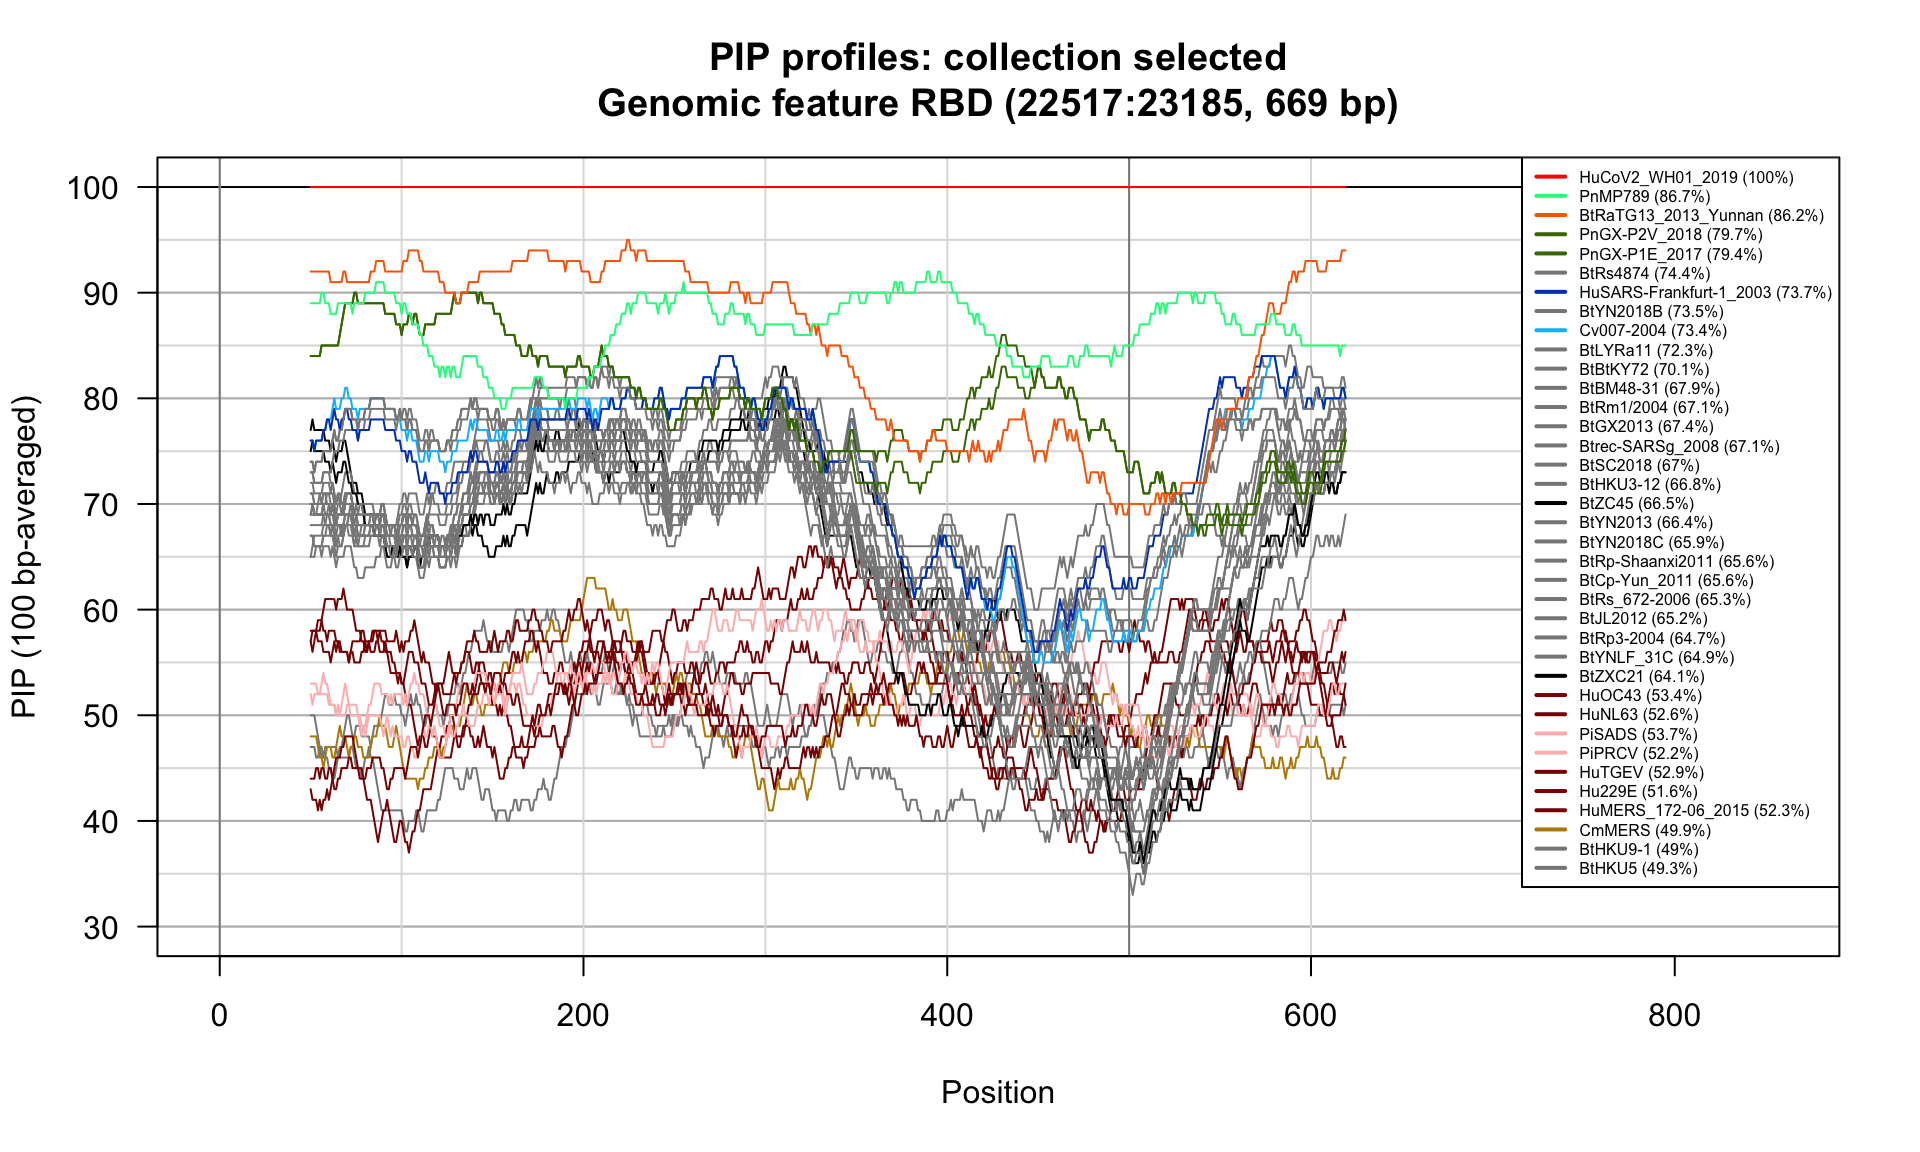 PIP profiles: collection selected
Genomic feature RBD (22517:23185, 669 bp)
PIP (100 bp-averaged)
100
90
80
70
60
50
40
30
0
200
400
600
800
Position
HuCoV2_WH01_2019 (100%)
PnMP789 (86.7%)
BtRaTG13_2013_Yunnan (86.2%)
PnGX-P2V_2018 (79.7%)
PnGX-P1E_2017 (79.4%)
BtRs4874 (74.4%)
HuSARS-Frankfurt-1_2003 (73.7%)
BtYN2018B (73.5%)
Cv007-2004 (73.4%)
BtLYRa11 (72.3%)
BtBtKY72 (70.1%)
BtBM48-31 (67.9%)
BtRm1/2004 (67.1%)
BtGX2013 (67.4%)
Btrec-SARSg_2008 (67.1%)
BtSC2018 (67%)
BtHKU3-12 (66.8%)
BtZC45 (66.5%)
BtYN2013 (66.4%)
BtYN2018C (65.9%)
BtRp-Shaanxi2011 (65.6%)
BtCp-Yun_2011 (65.6%)
BtRs_672-2006 (65.3%)
BtJL2012 (65.2%)
BtRp3-2004 (64.7%)
BtYNLF_31C (64.9%)
BtZXC21 (64.1%)
HuOC43 (53.4%)
HuNL63 (52.6%)
PiSADS (53.7%)
PiPRCV (52.2%)
HuTGEV (52.9%)
Hu229E (51.6%)
HuMERS_172-06_2015 (52.3%)
CmMERS (49.9%)
BtHKU9-1 (49%)
BtHKU5 (49.3%)